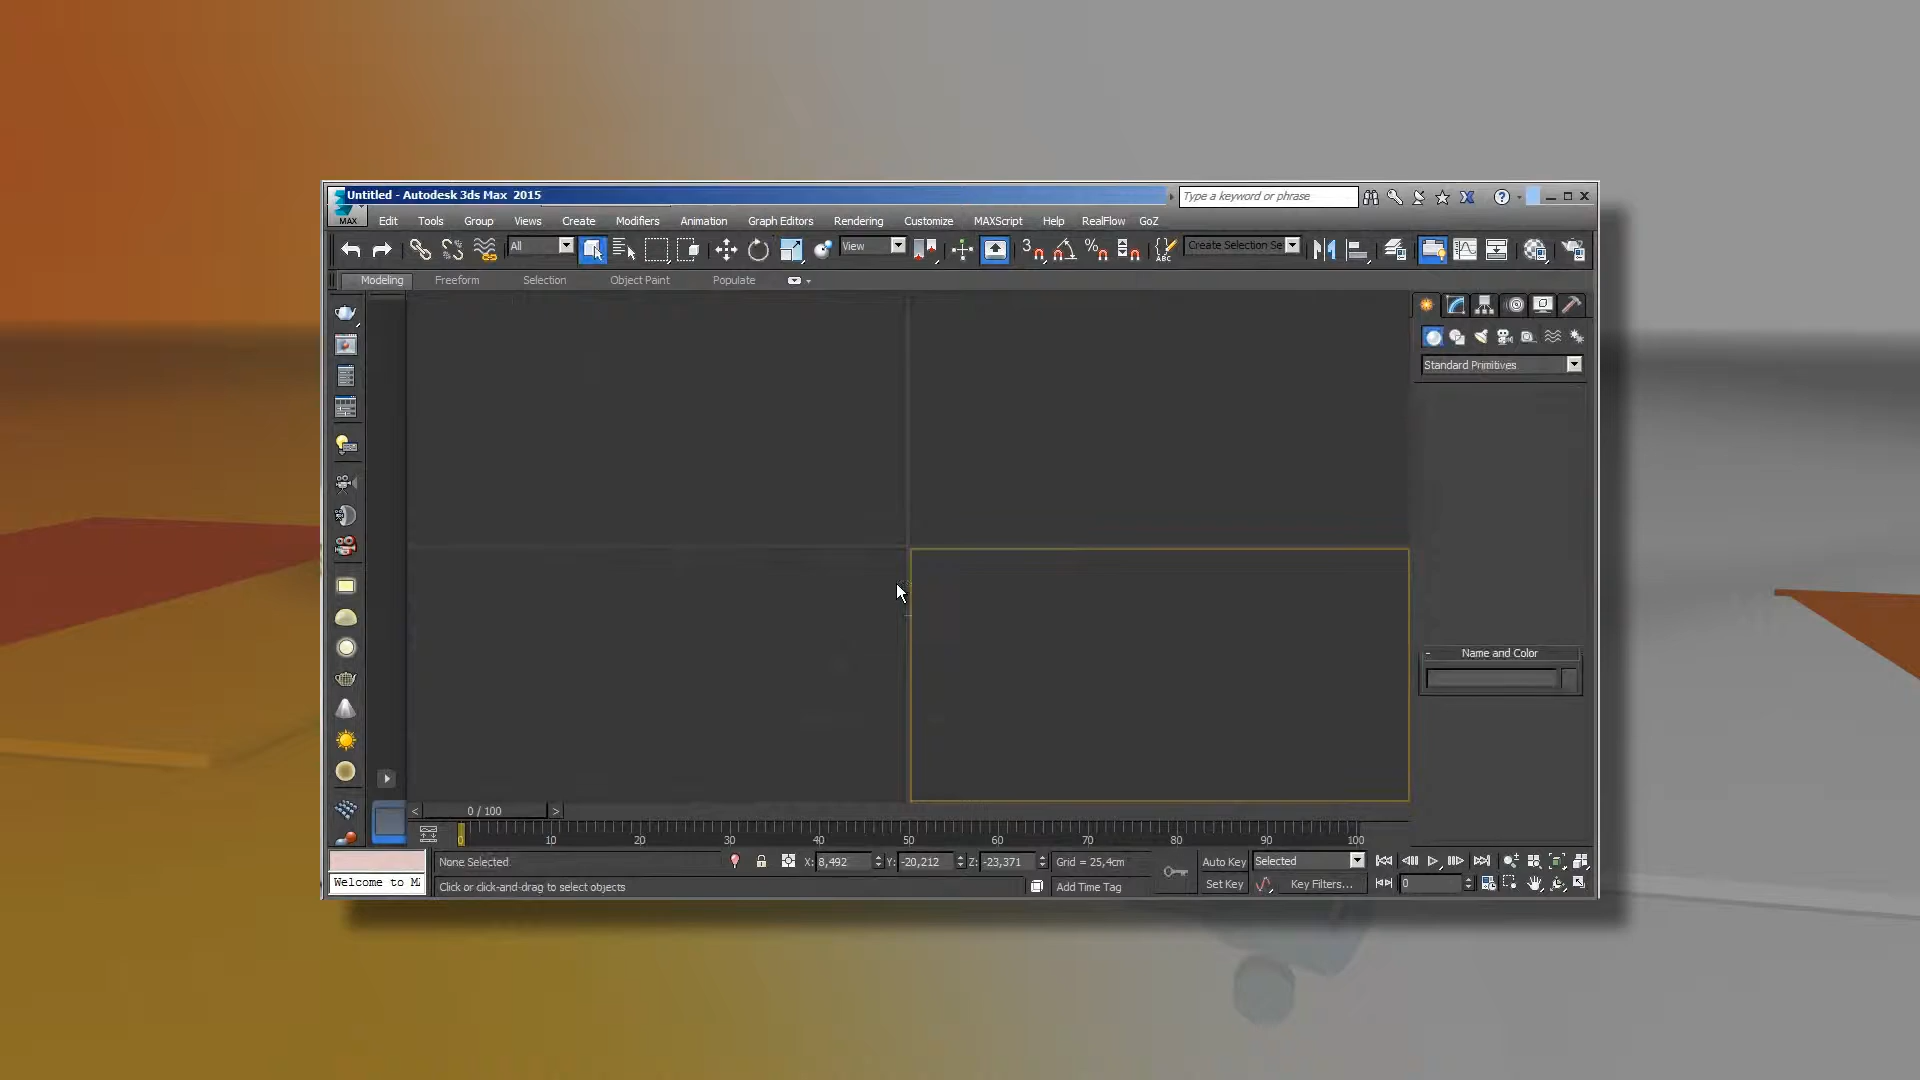 Untitled - Autodesk 3ds Max 2015
Type a keyword or phrase
MAX
Edit Tools Group Views Create Modifiers Animation Graph Editors Rendering Customize MAXScript Help RealFlow GoZ
All
View
3
%
ABC
Create Selection Se
Modeling Freeform Selection Object Paint Populate
Standard Primitives
- Name and Color
< 0 / 100 >
0 10 20 30 40 50 60 70 80 90 100
None Selected X: 8,492 Y: -20,212 Z: -23,371 Grid = 25,4cm Auto Key Selected
Welcome to M
Click or click-and-drag to select objects Add Time Tag Set Key Key Filters... 0